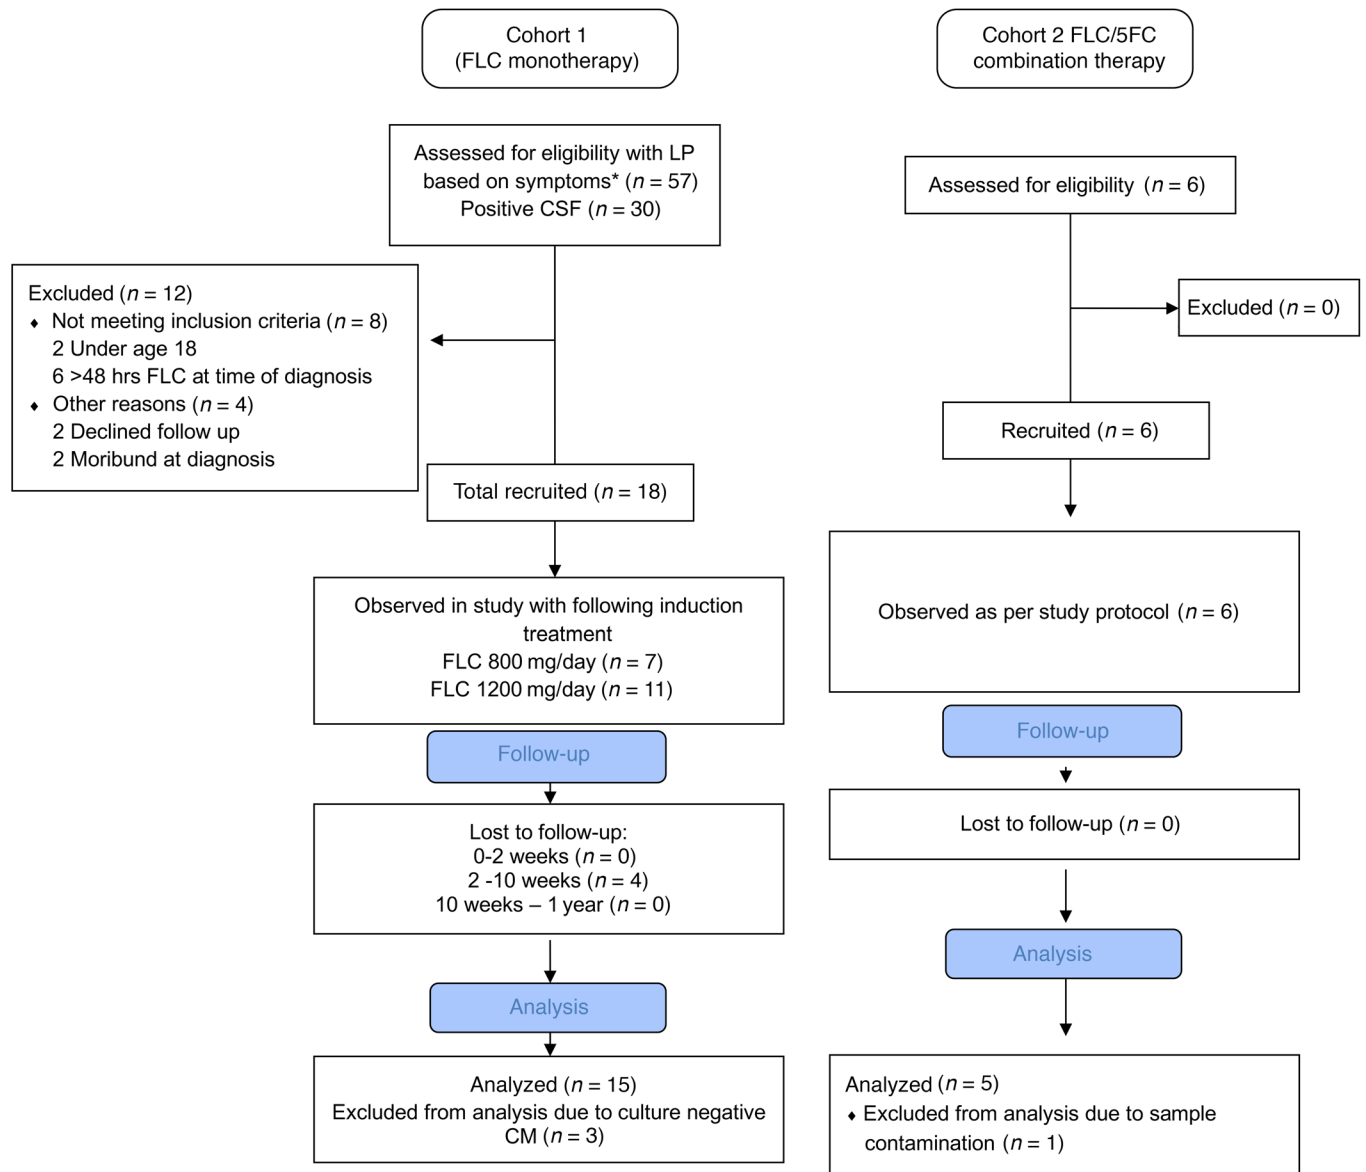 Cohort 1
(FLC monotherapy)
Assessed for eligibility with LP
based on symptoms* (n = 57)
Positive CSF (n = 30)
Excluded (n = 12)
♦ Not meeting inclusion criteria (n = 8)
2 Under age 18
6 >48 hrs FLC at time of diagnosis
♦ Other reasons (n = 4)
2 Declined follow up
2 Moribund at diagnosis
Total recruited (n = 18)
Observed in study with following induction
treatment
FLC 800 mg/day (n = 7)
FLC 1200 mg/day (n = 11)
Follow-up
Lost to follow-up:
0-2 weeks (n = 0)
2 -10 weeks (n = 4)
10 weeks – 1 year (n = 0)
Analysis
Analyzed (n = 15)
Excluded from analysis due to culture negative
CM (n = 3)
Cohort 2 FLC/5FC
combination therapy
Assessed for eligibility (n = 6)
Excluded (n = 0)
Recruited (n = 6)
Observed as per study protocol (n = 6)
Follow-up
Lost to follow-up (n = 0)
Analysis
Analyzed (n = 5)
♦ Excluded from analysis due to sample
contamination (n = 1)